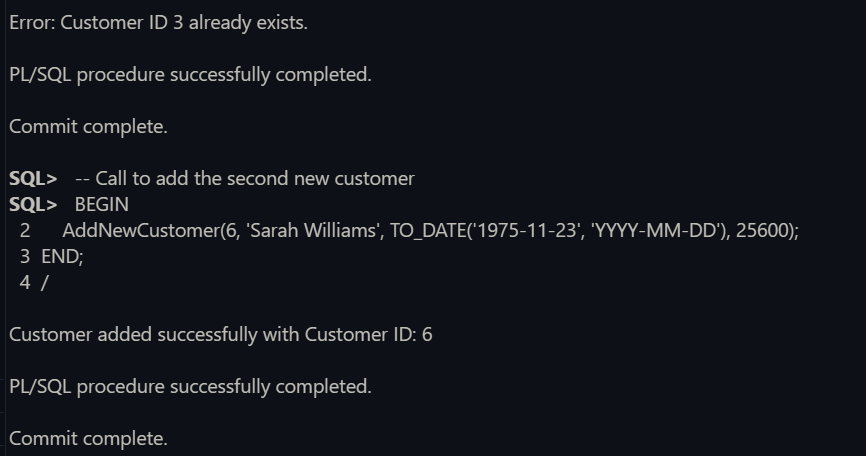 Error: Customer ID 3 already exists.
PL/SQL procedure successfully completed.
Commit complete.
SQL>   -- Call to add the second new customer
SQL>   BEGIN
  2      AddNewCustomer(6, 'Sarah Williams', TO_DATE('1975-11-23', 'YYYY-MM-DD'), 25600);
  3  END;
  4  /
Customer added successfully with Customer ID: 6
PL/SQL procedure successfully completed.
Commit complete.